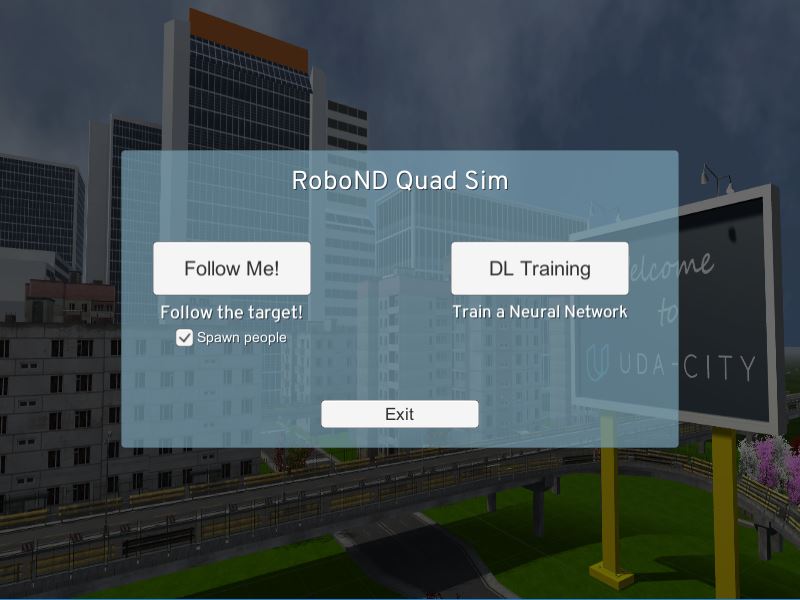 RoboND Quad Sim
Follow Me!
DL Training
Follow the target!
Train a Neural Network
Spawn people
Exit
elcome
to
UDA-CITY